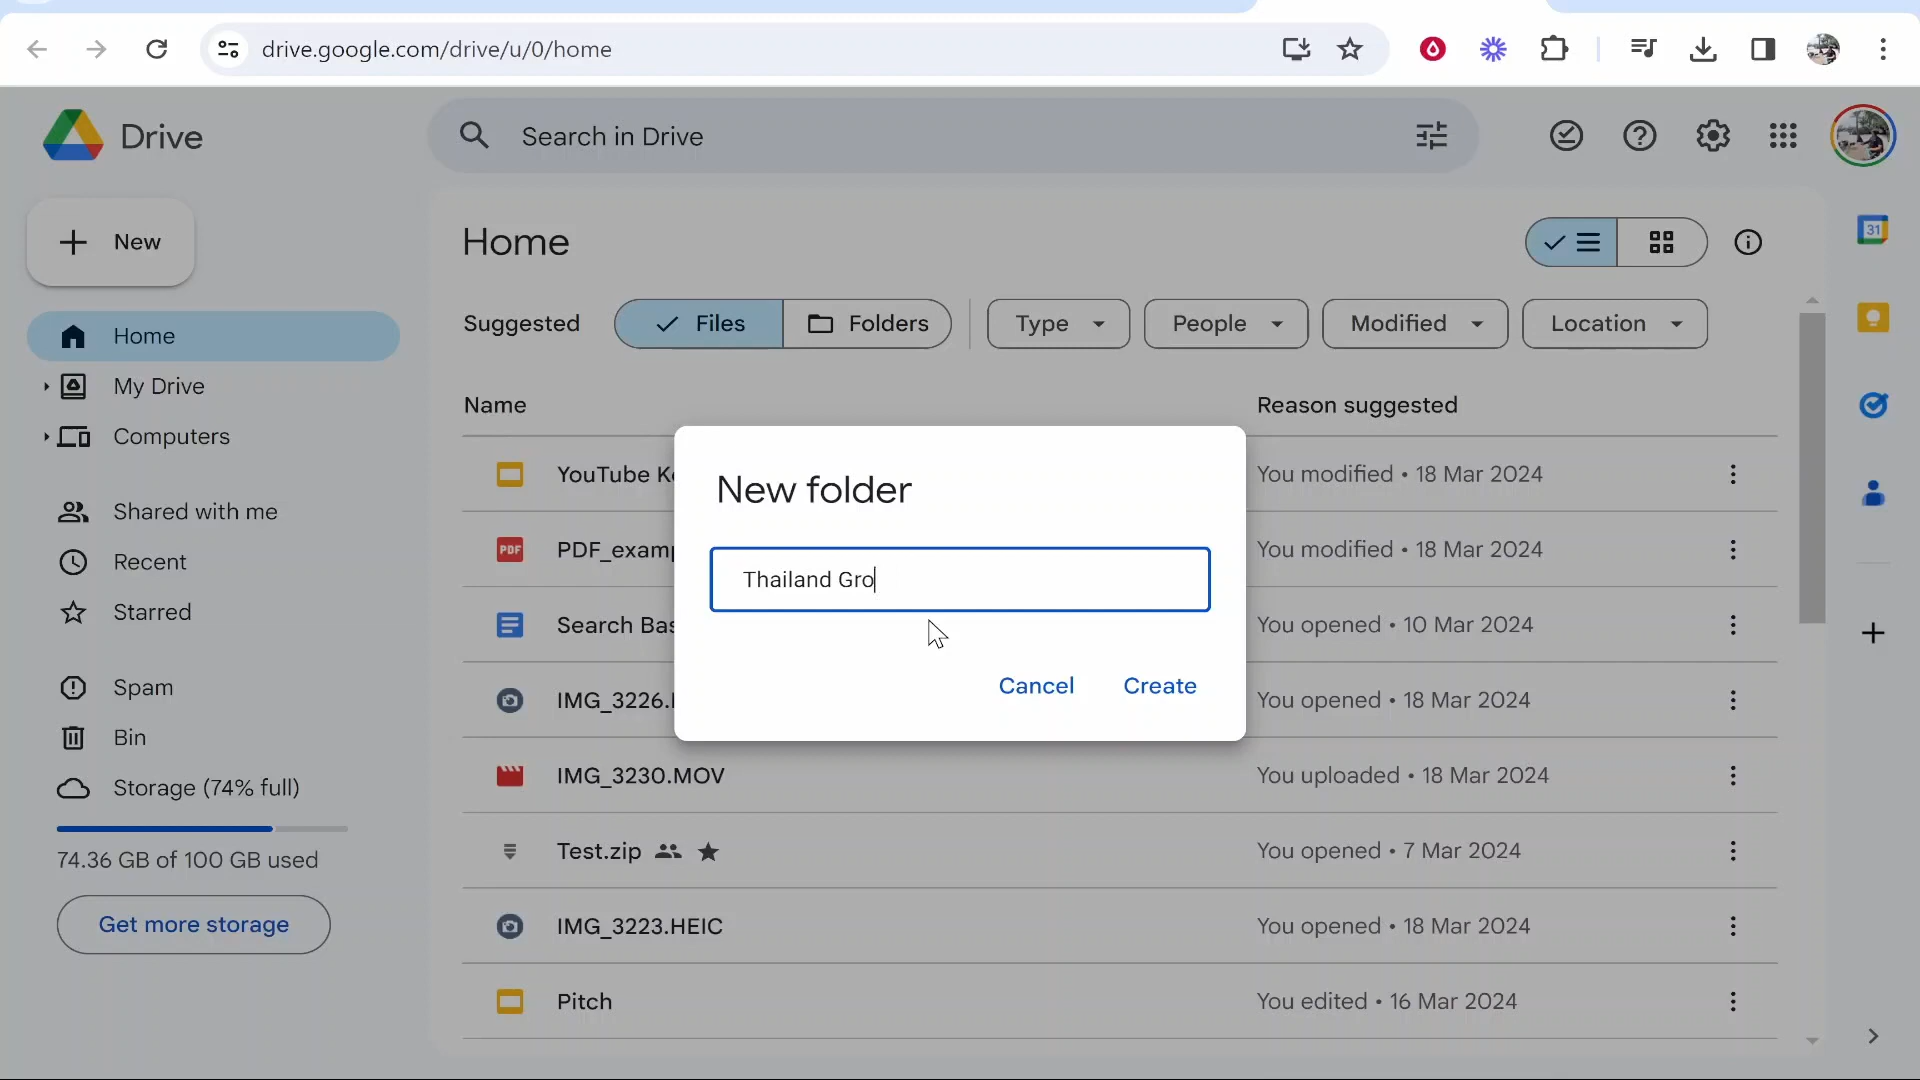 drive.google.com/drive/u/0/home
Drive
Search in Drive
New
Home
My Drive
Computers
Shared with me
Recent
Starred
Spam
Bin
Storage (74% full)
74.36 GB of 100 GB used
Get more storage
Home
Suggested Files Folders Type People Modified Location
Name Reason suggested
YouTube K You modified • 18 Mar 2024
PDF PDF_exam You modified • 18 Mar 2024
Search Bas You opened • 10 Mar 2024
IMG_3226. You opened • 18 Mar 2024
IMG_3230.MOV You uploaded • 18 Mar 2024
Test.zip You opened • 7 Mar 2024
IMG_3223.HEIC You opened • 18 Mar 2024
Pitch You edited • 16 Mar 2024
New folder
Thailand Gro
Cancel Create
31